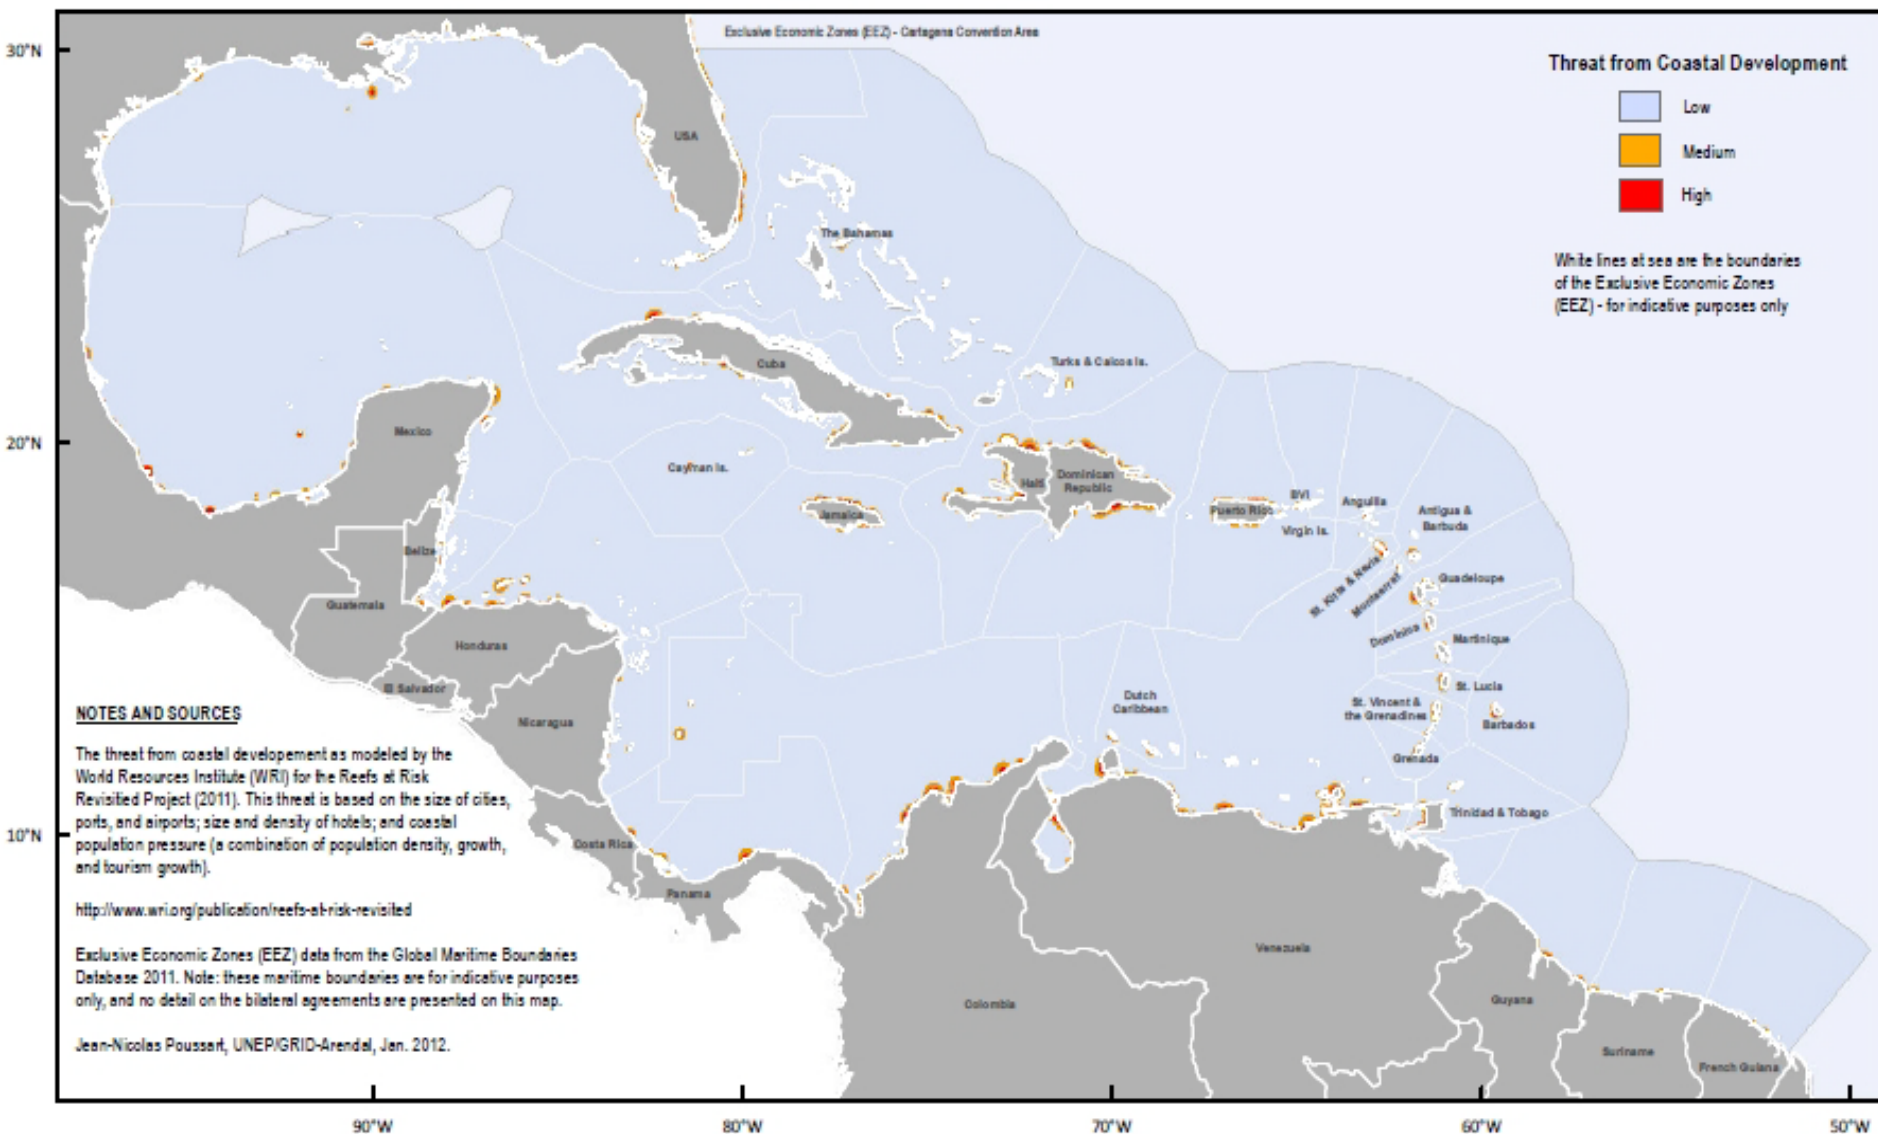 Exclusive Economic Zones (EEZ) - Cartagena Convention Area
30°N
20°N
10°N
Threat from Coastal Development
Low
Medium
High
White lines at sea are the boundaries
of the Exclusive Economic Zones
(EEZ) - for indicative purposes only
USA
The Bahamas
Turks & Caicos Is.
Cuba
Mexico
Cayman Is.
Haiti
Dominican
Republic
Jamaica
Puerto Rico
BVI
Virgin Is.
Anguilla
Antigua &
Barbuda
St. Kitts & Nevis
Montserrat
Guadeloupe
Belize
Guatemala
Dominica
Martinique
Honduras
El Salvador
St. Lucia
Dutch
Caribbean
St. Vincent &
the Grenadines
Barbados
Nicaragua
Grenada
Trinidad & Tobago
Costa Rica
Panama
Venezuela
Colombia
Guyana
Suriname
French Guiana
NOTES AND SOURCES
The threat from coastal developement as modeled by the
World Resources Institute (WRI) for the Reefs at Risk
Revisitied Project (2011). This threat is based on the size of cities,
ports, and airports; size and density of hotels; and coastal
population pressure (a combination of population density, growth,
and tourism growth).
http://www.wri.org/publication/reefs-at-risk-revisited
Exclusive Economic Zones (EEZ) data from the Global Maritime Boundaries
Database 2011. Note: these maritime boundaries are for indicative purposes
only, and no detail on the bilateral agreements are presented on this map.
Jean-Nicolas Poussart, UNEP/GRID-Arendal, Jan. 2012.
90°W
80°W
70°W
60°W
50°W